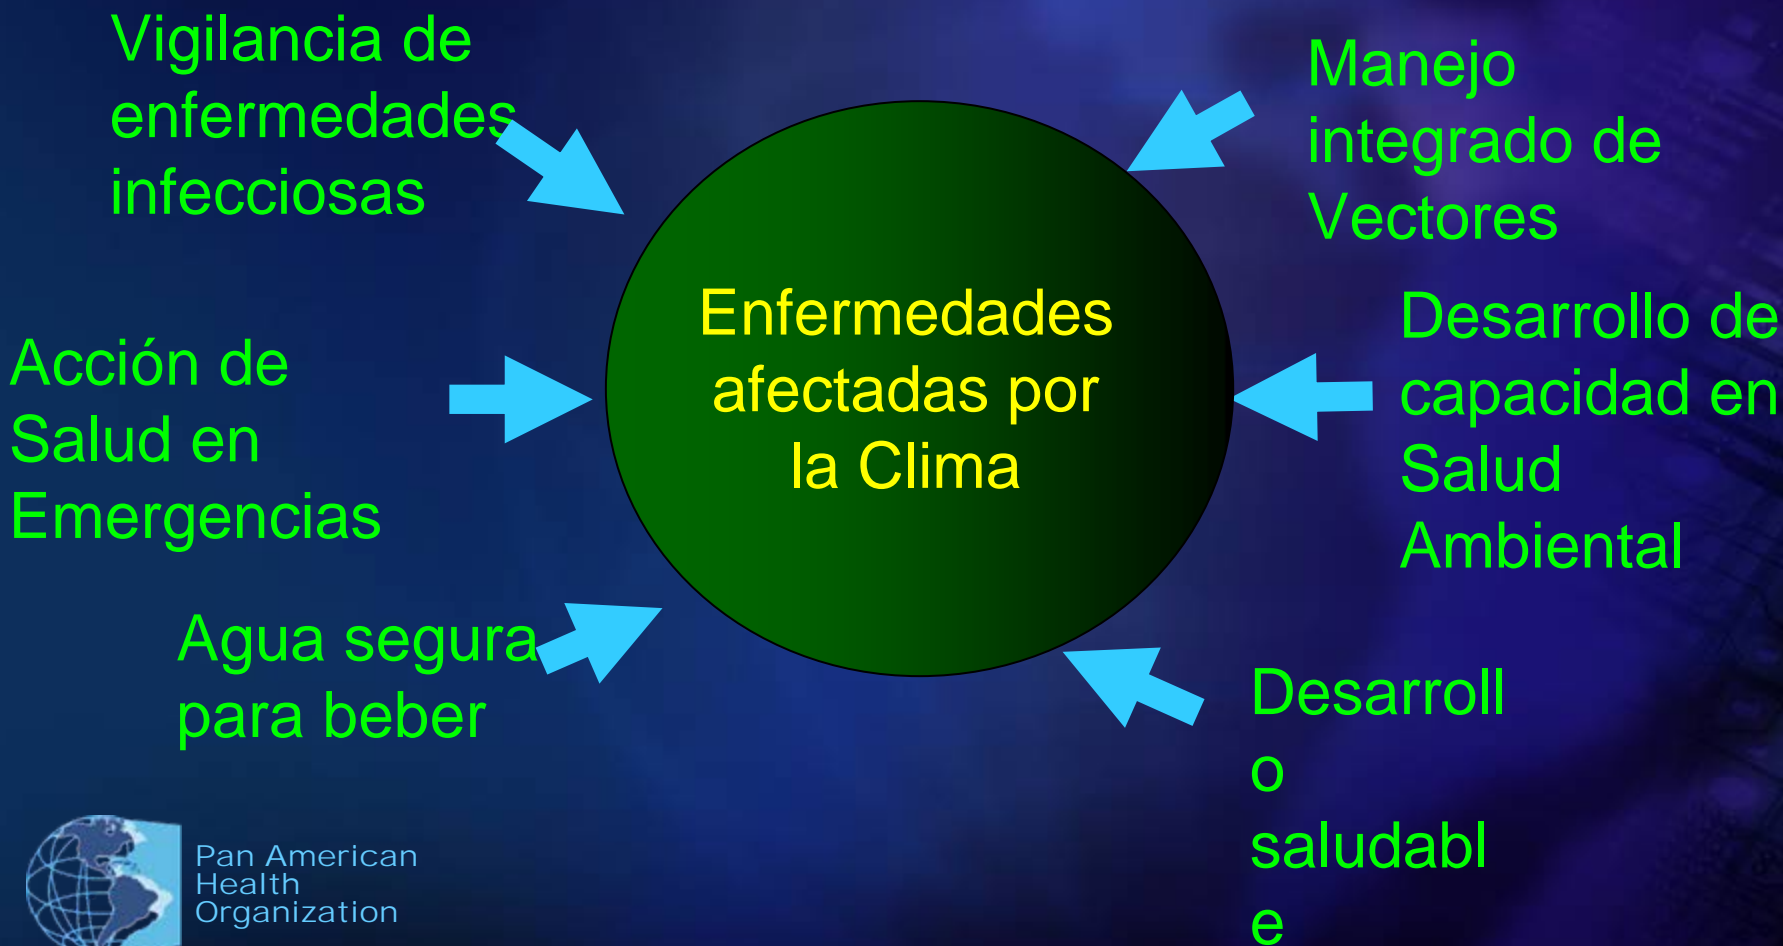 Vigilancia de
enfermedades
infecciosas
Manejo
integrado de
Vectores
Enfermedades
afectadas por
la Clima
Acción de
Salud en
Emergencias
Desarrollo de
capacidad en
Salud
Ambiental
Agua segura
para beber
Desarroll
o
saludabl
e
Pan American
Health
Organization